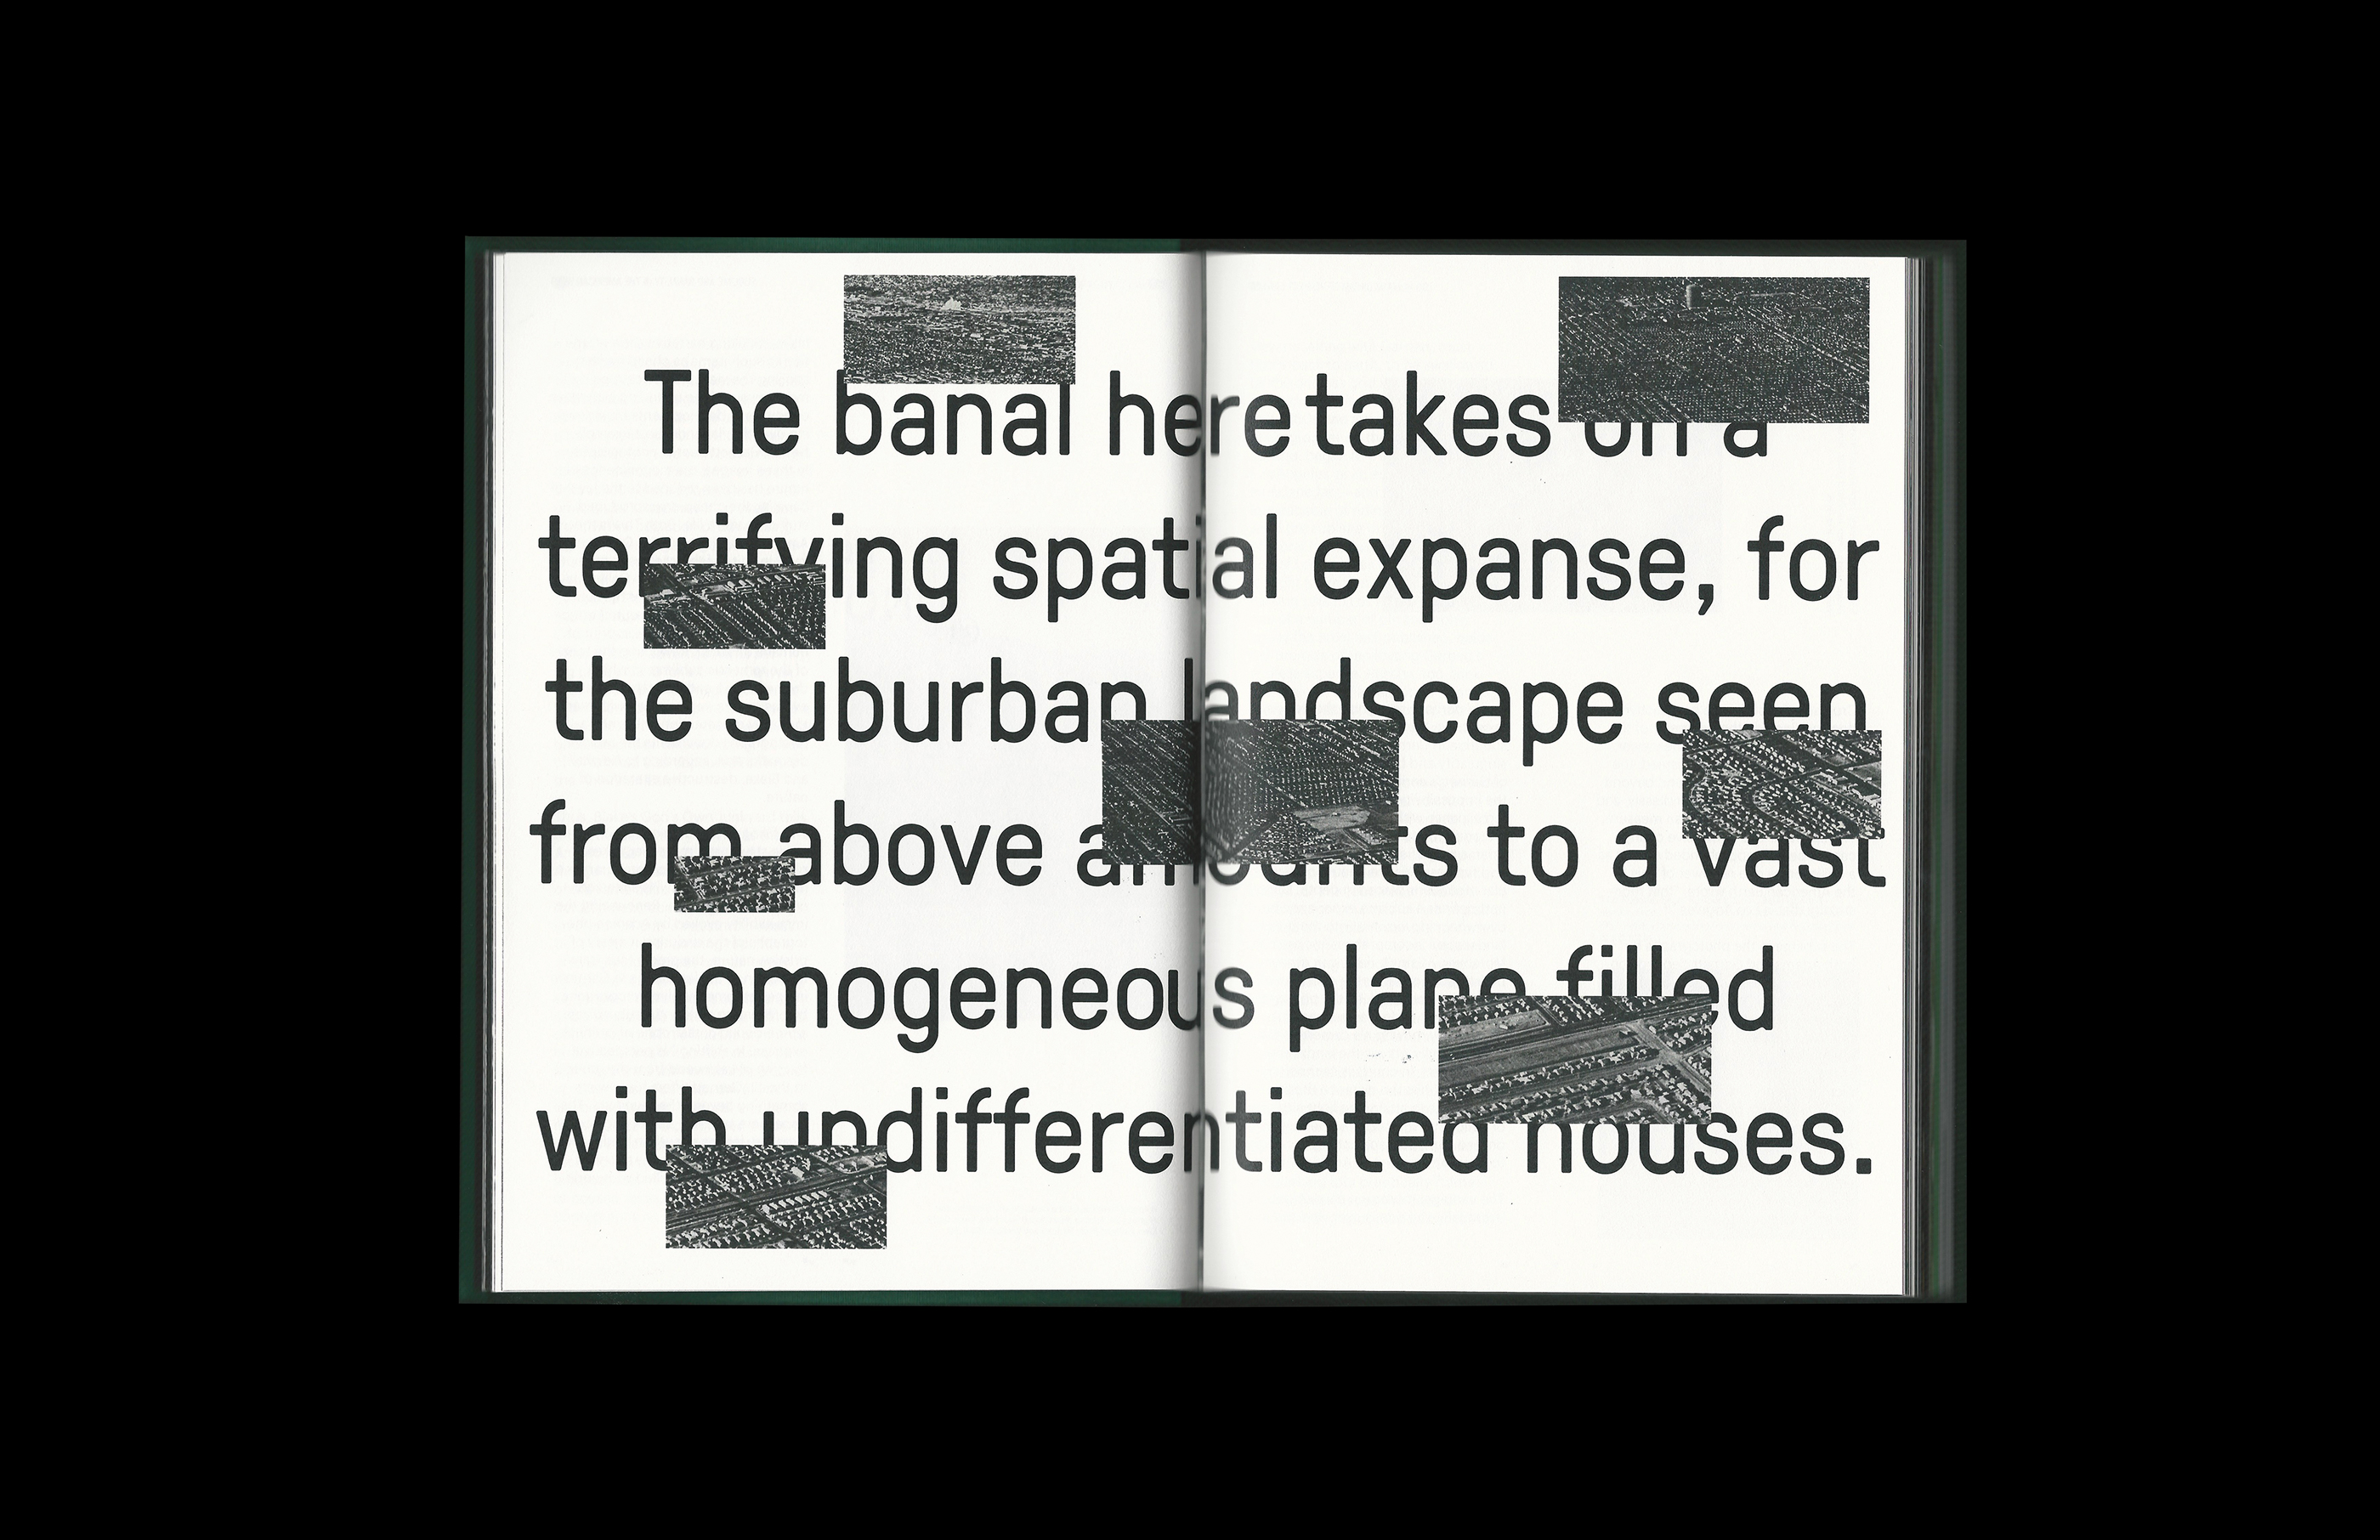 The banal here takes on a
terrifying spatial expanse, for
the suburban landscape seen
from above amounts to a vast
homogeneous plane filled
with undifferentiated houses.